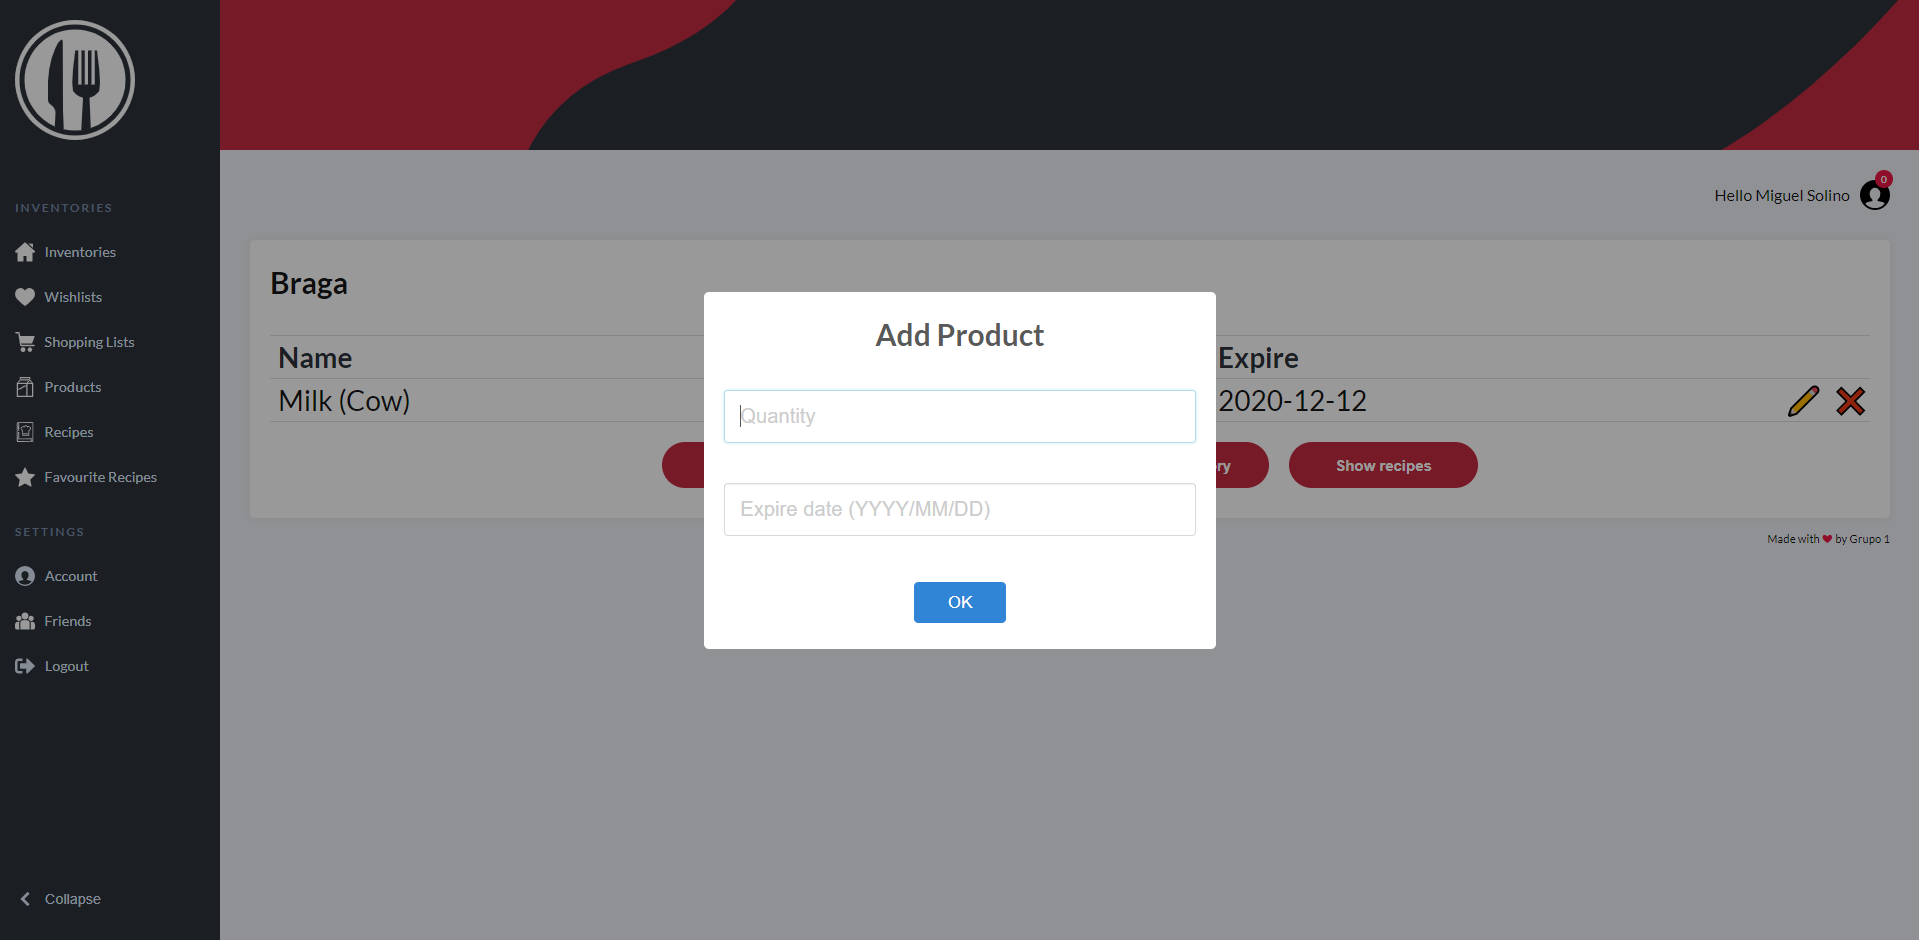 INVENTORIES
Inventories
Wishlists
Shopping Lists
Products
Recipes
Favourite Recipes
SETTINGS
Account
Friends
Logout
Collapse
Hello Miguel Solino
0
Braga
Name
Expire
Milk (Cow)
2020-12-12
Add Product
Quantity
Expire date (YYYY/MM/DD)
OK
ry
Show recipes
Made with ❤ by Grupo 1